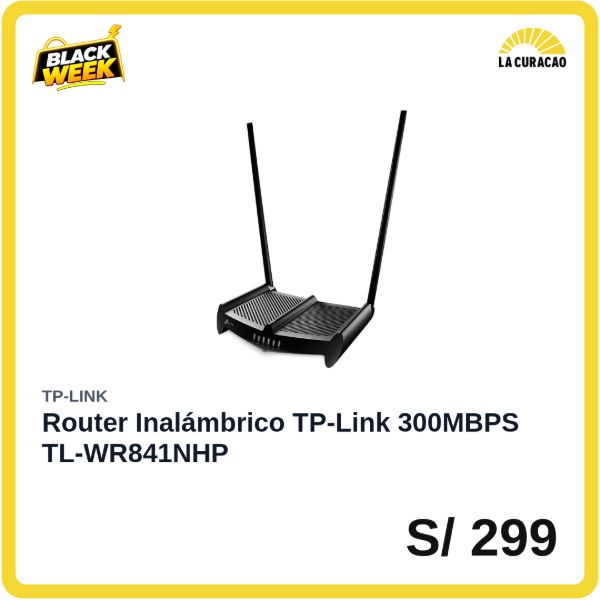 BLACK
WEEK
LA CURACAO
TP-LINK
Router Inalámbrico TP-Link 300MBPS
TL-WR841NHP
S/ 299